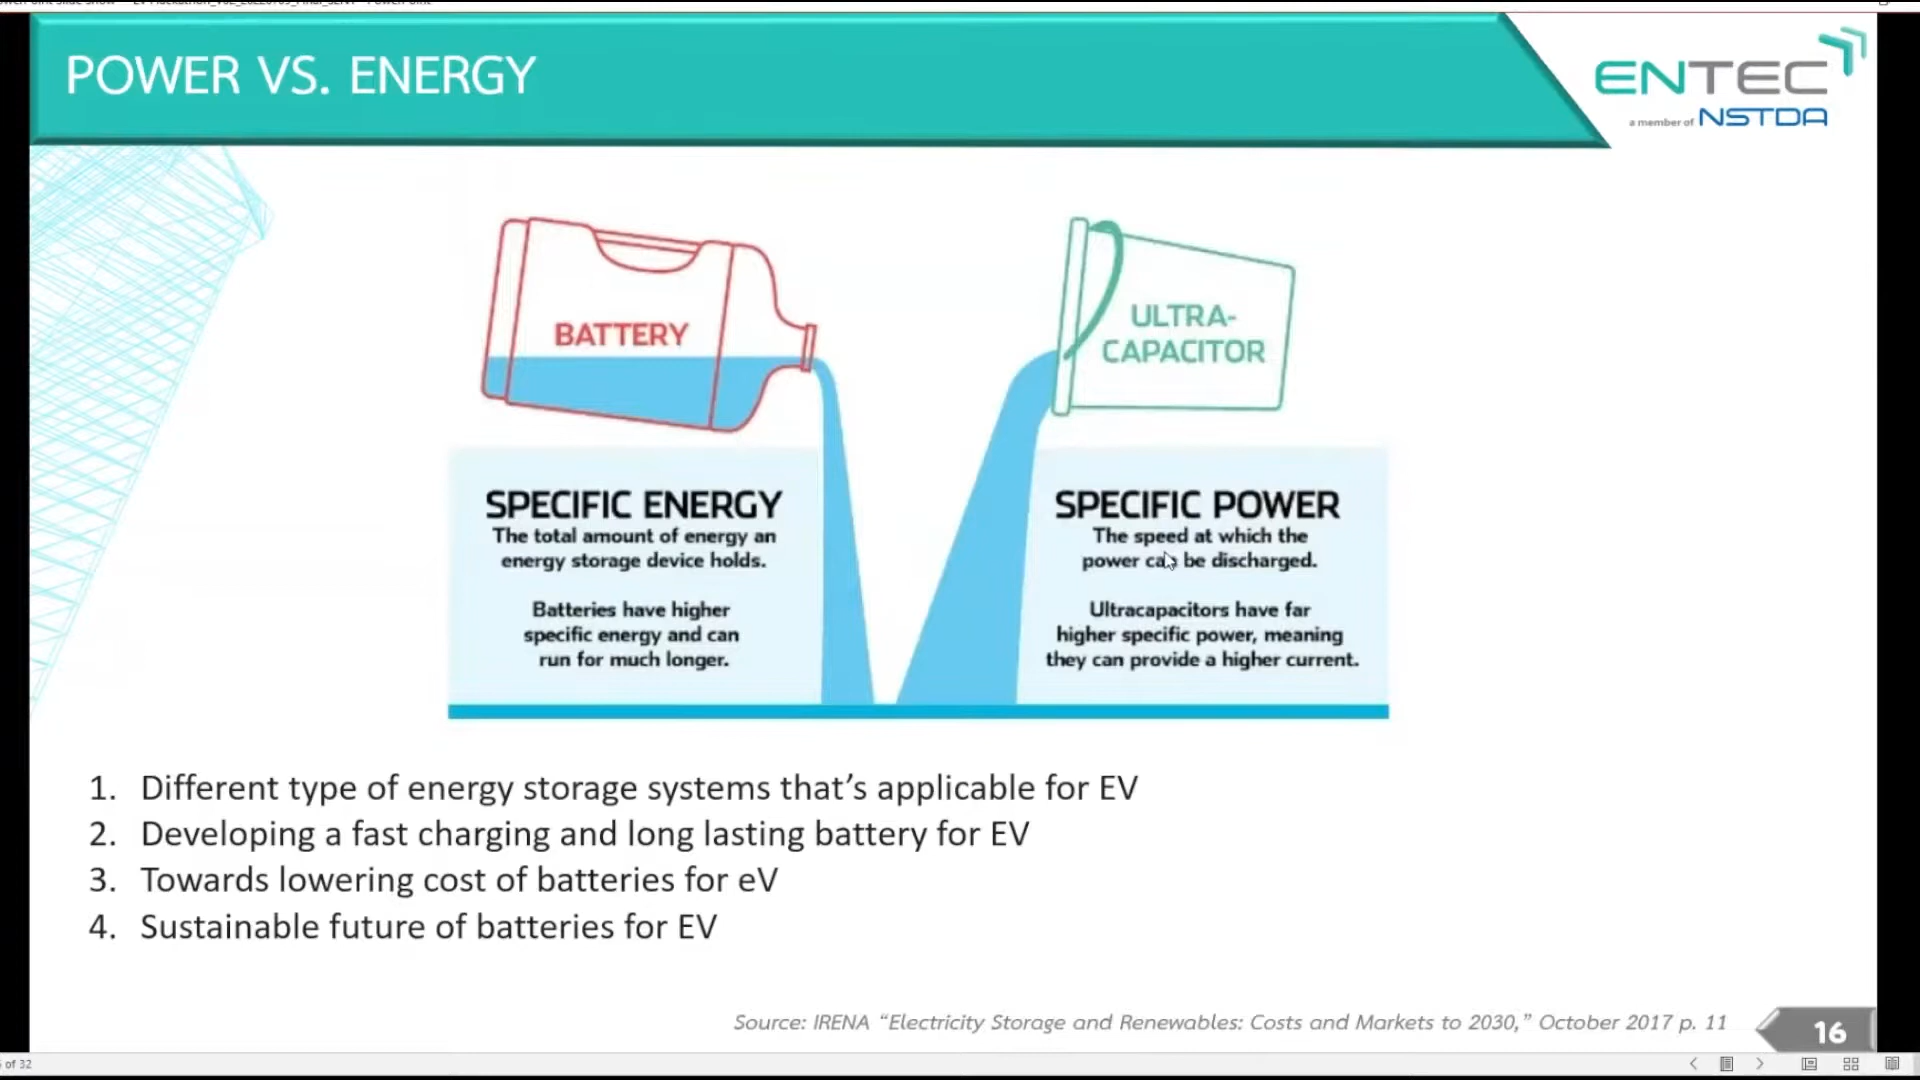 POWER VS. ENERGY
ENTEC
a member of NSTDA
BATTERY
ULTRA-
CAPACITOR
SPECIFIC ENERGY
The total amount of energy an
energy storage device holds.
Batteries have higher
specific energy and can
run for much longer.
SPECIFIC POWER
The speed at which the
power can be discharged.
Ultracapacitors have far
higher specific power, meaning
they can provide a higher current.
1. Different type of energy storage systems that’s applicable for EV
2. Developing a fast charging and long lasting battery for EV
3. Towards lowering cost of batteries for eV
4. Sustainable future of batteries for EV
Source: IRENA “Electricity Storage and Renewables: Costs and Markets to 2030,” October 2017 p. 11
16
of 32